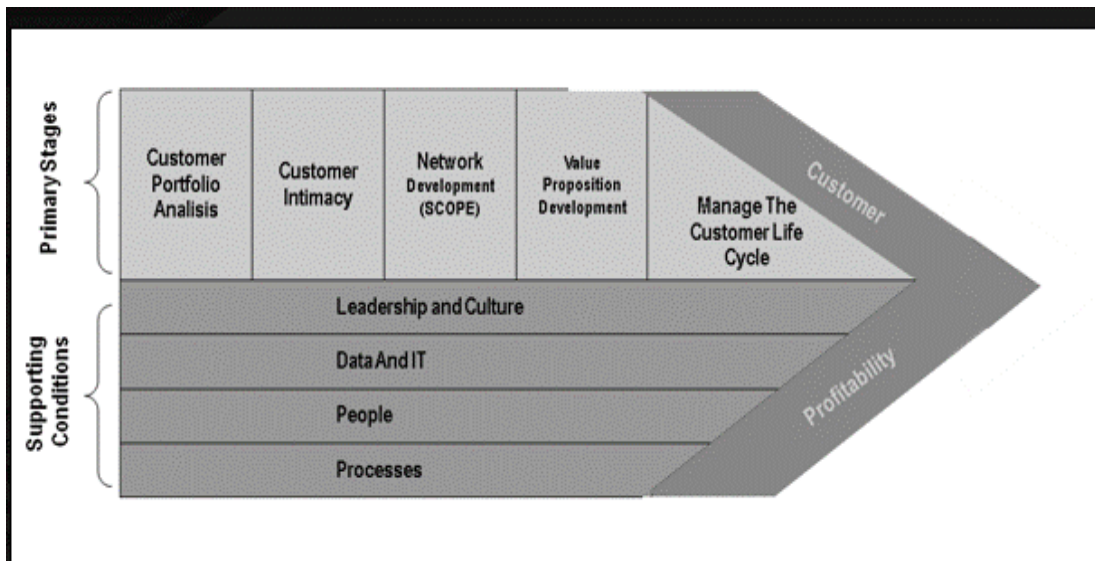 Primary Stages
Customer
Portfolio
Analisis
Customer
Intimacy
Network
Development
(SCOPE)
Value
Proposition
Development
Manage The
Customer Life
Cycle
Customer
Supporting
Conditions
Leadership and Culture
Data And IT
People
Processes
Profitability